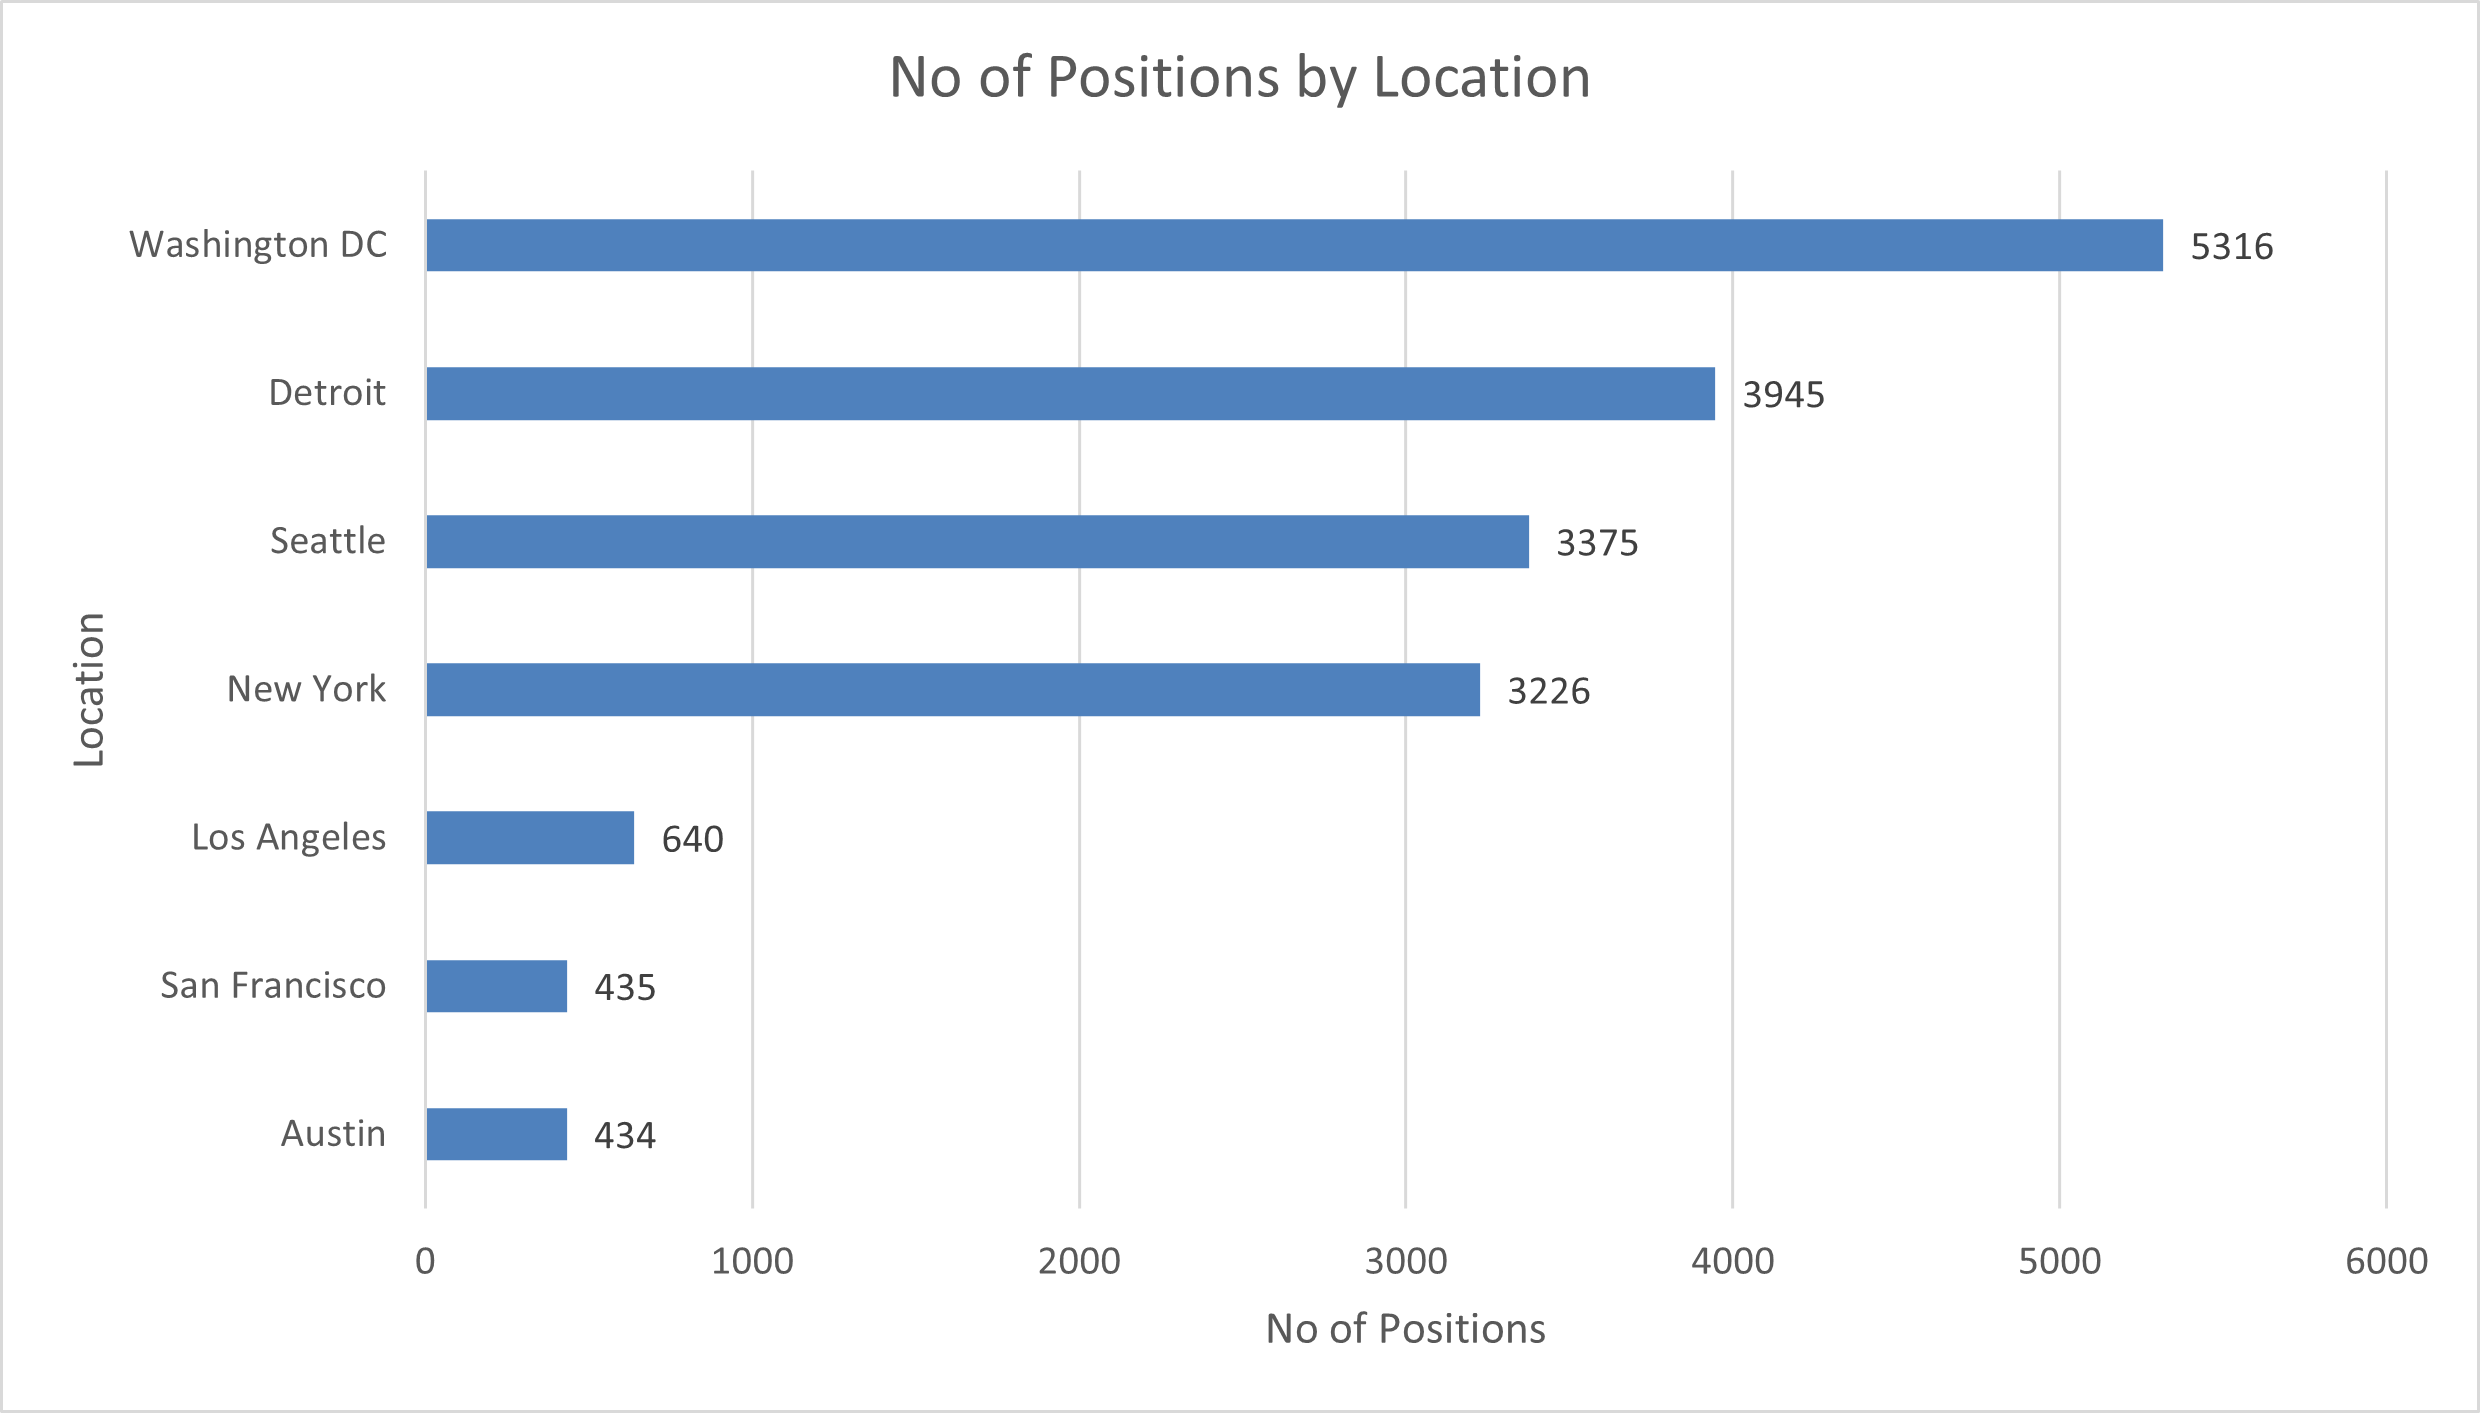 No of Positions by Location
Washington DC
5316
Detroit
3945
Seattle
3375
New York
3226
Los Angeles
640
San Francisco
435
Austin
434
Location
0 1000 2000 3000 4000 5000 6000
No of Positions